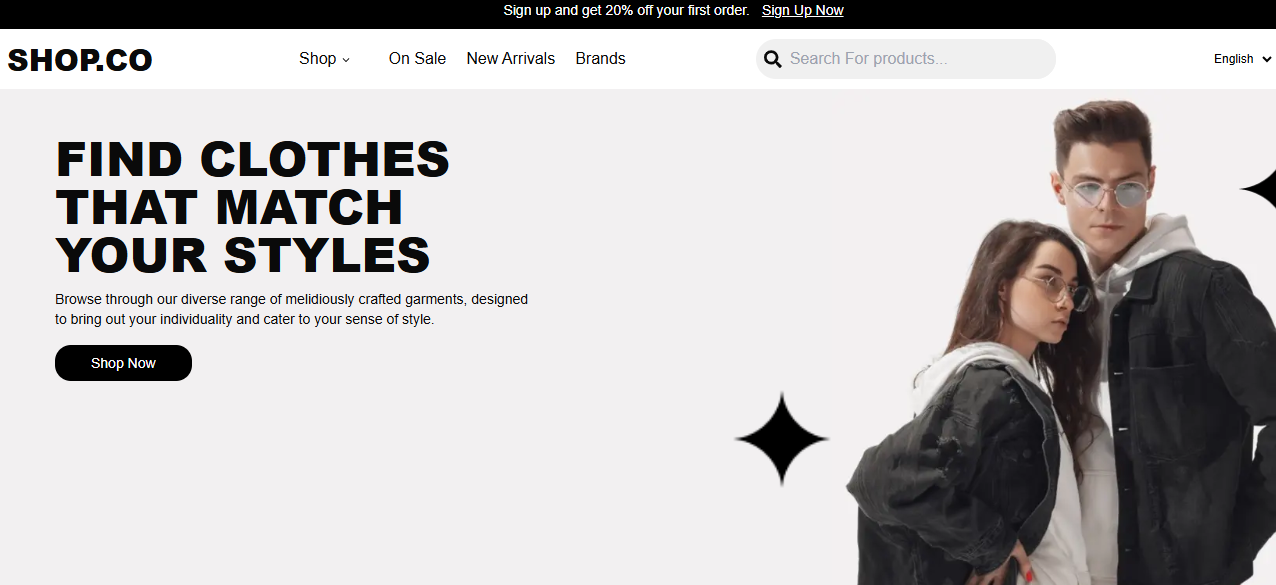 Sign up and get 20% off your first order. Sign Up Now
SHOP.CO Shop On Sale New Arrivals Brands Search For products... English
FIND CLOTHES
THAT MATCH
YOUR STYLES
Browse through our diverse range of melidiously crafted garments, designed
to bring out your individuality and cater to your sense of style.
Shop Now